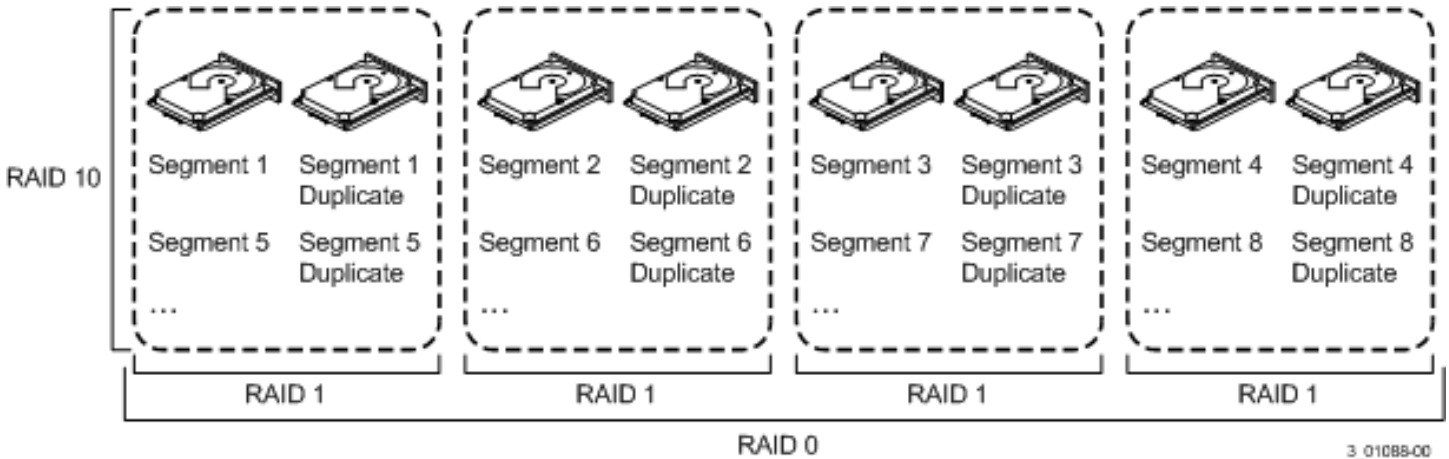 Segment 1 Segment 1 Duplicate
Segment 5 Segment 5 Duplicate
...
Segment 2 Segment 2 Duplicate
Segment 6 Segment 6 Duplicate
...
Segment 3 Segment 3 Duplicate
Segment 7 Segment 7 Duplicate
...
Segment 4 Segment 4 Duplicate
Segment 8 Segment 8 Duplicate
...
RAID 10
RAID 1
RAID 1
RAID 1
RAID 1
RAID 0
3_01088-00